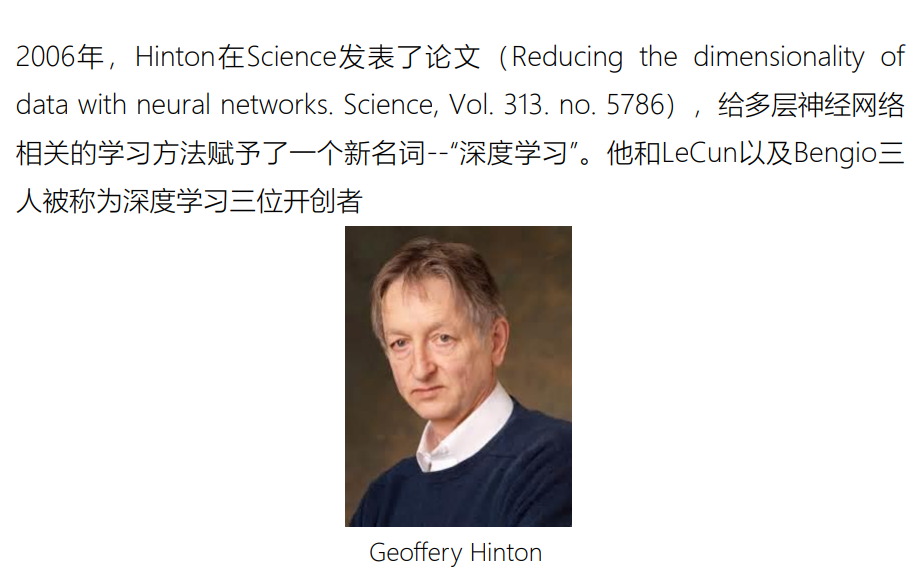 2006年，Hinton在Science发表了论文（Reducing the dimensionality of
data with neural networks. Science, Vol. 313. no. 5786），给多层神经网络
相关的学习方法赋予了一个新名词--“深度学习”。他和LeCun以及Bengio三
人被称为深度学习三位开创者
Geoffery Hinton